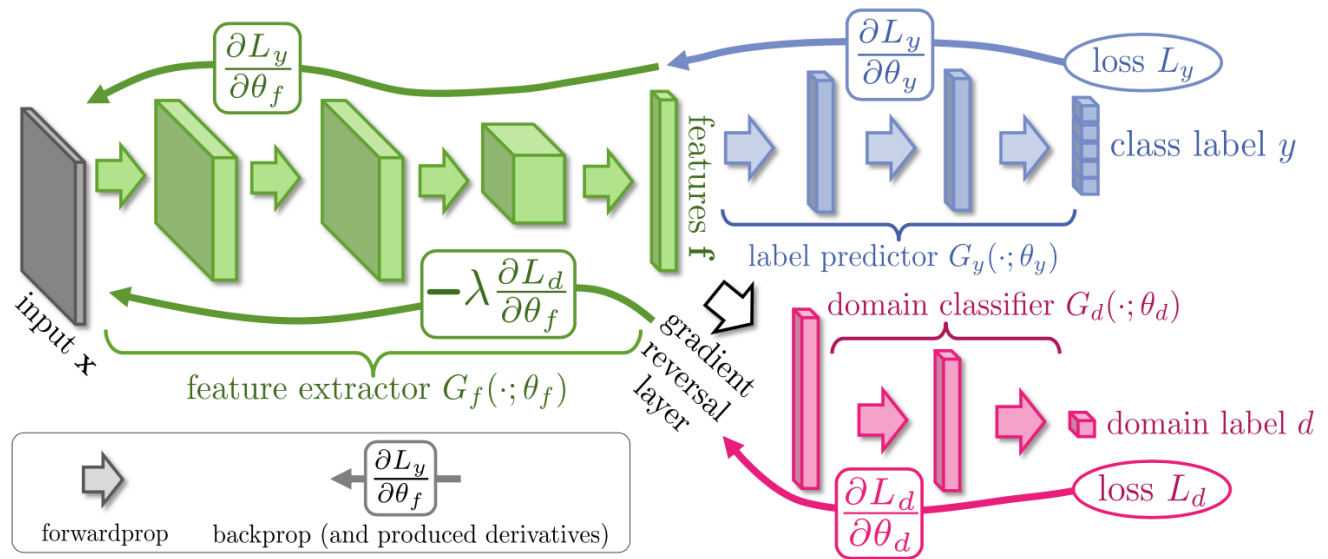 ∂L_y
∂θ_f
∂L_y
∂θ_y
loss L_y
features f
class label y
label predictor G_y(·; θ_y)
input x
−λ ∂L_d
∂θ_f
feature extractor G_f(·; θ_f)
gradient
reversal
layer
domain classifier G_d(·; θ_d)
domain label d
∂L_d
∂θ_d
loss L_d
∂L_y
∂θ_f
forwardprop
backprop (and produced derivatives)